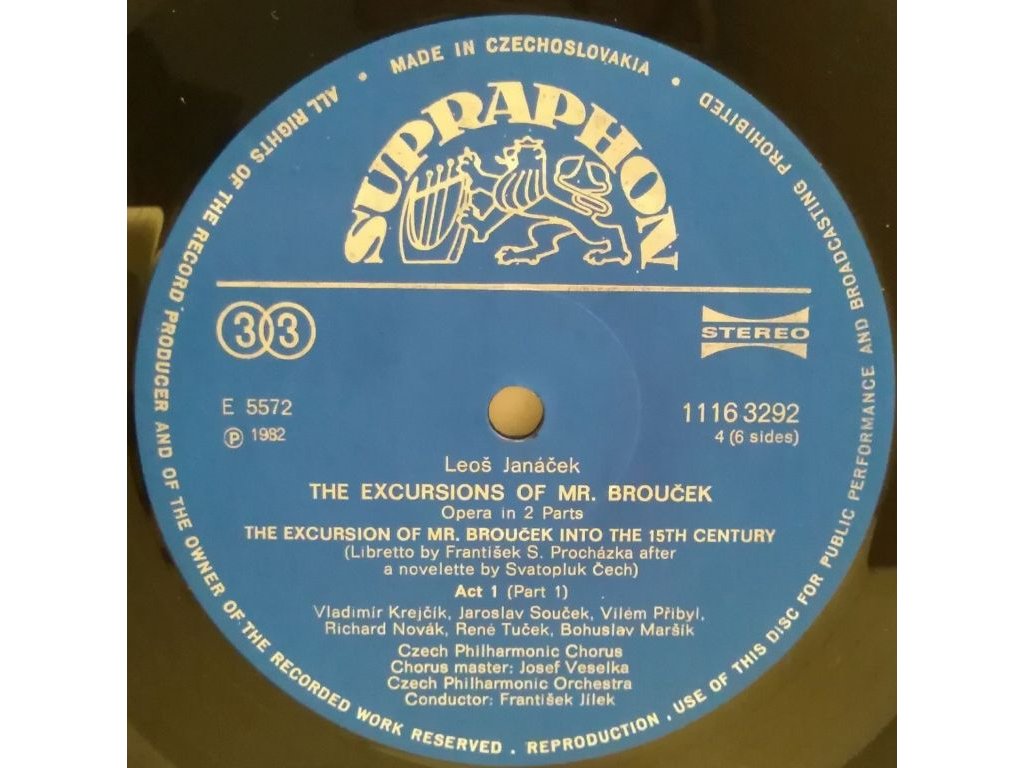 ALL RIGHTS OF THE RECORD PRODUCER AND OF THE OWNER OF THE RECORDED WORK RESERVED . REPRODUCTION , USE OF THIS DISC FOR PUBLIC PERFORMANCE AND BROADCASTING PROHIBITED
• MADE IN CZECHOSLOVAKIA •
SUPRAPHON
33
STEREO
E 5572
1116 3292
Ⓟ 1982
4 (6 sides)
Leoš Janáček
THE EXCURSIONS OF MR. BROUČEK
Opera in 2 Parts
THE EXCURSION OF MR. BROUČEK INTO THE 15TH CENTURY
(Libretto by František S. Procházka after
a novelette by Svatopluk Čech)
Act 1 (Part 1)
Vladimír Krejčík, Jaroslav Souček, Vilém Přibyl,
Richard Novák, René Tuček, Bohuslav Maršík
Czech Philharmonic Chorus
Chorus master: Josef Veselka
Czech Philharmonic Orchestra
Conductor: František Jílek